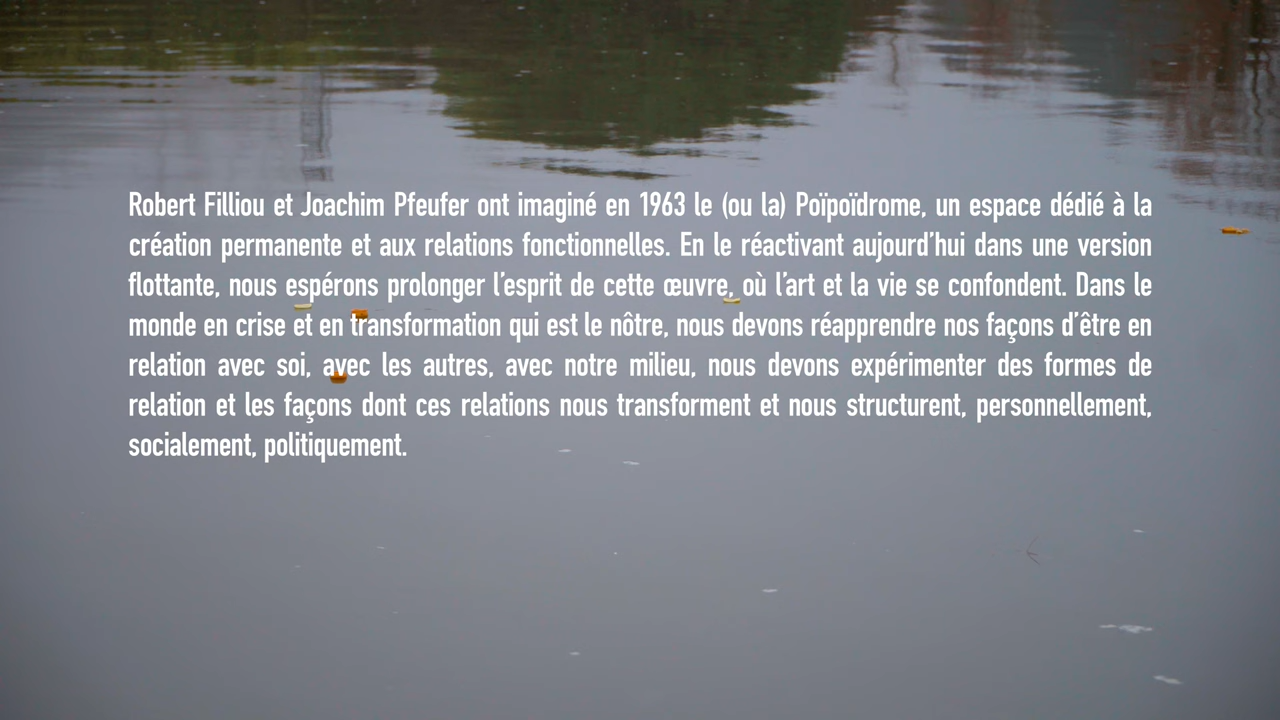 Robert Filliou et Joachim Pfeufer ont imaginé en 1963 le (ou la) Poïpoïdrome, un espace dédié à la
création permanente et aux relations fonctionnelles. En le réactivant aujourd’hui dans une version
flottante, nous espérons prolonger l’esprit de cette œuvre, où l’art et la vie se confondent. Dans le
monde en crise et en transformation qui est le nôtre, nous devons réapprendre nos façons d’être en
relation avec soi, avec les autres, avec notre milieu, nous devons expérimenter des formes de
relation et les façons dont ces relations nous transforment et nous structurent, personnellement,
socialement, politiquement.